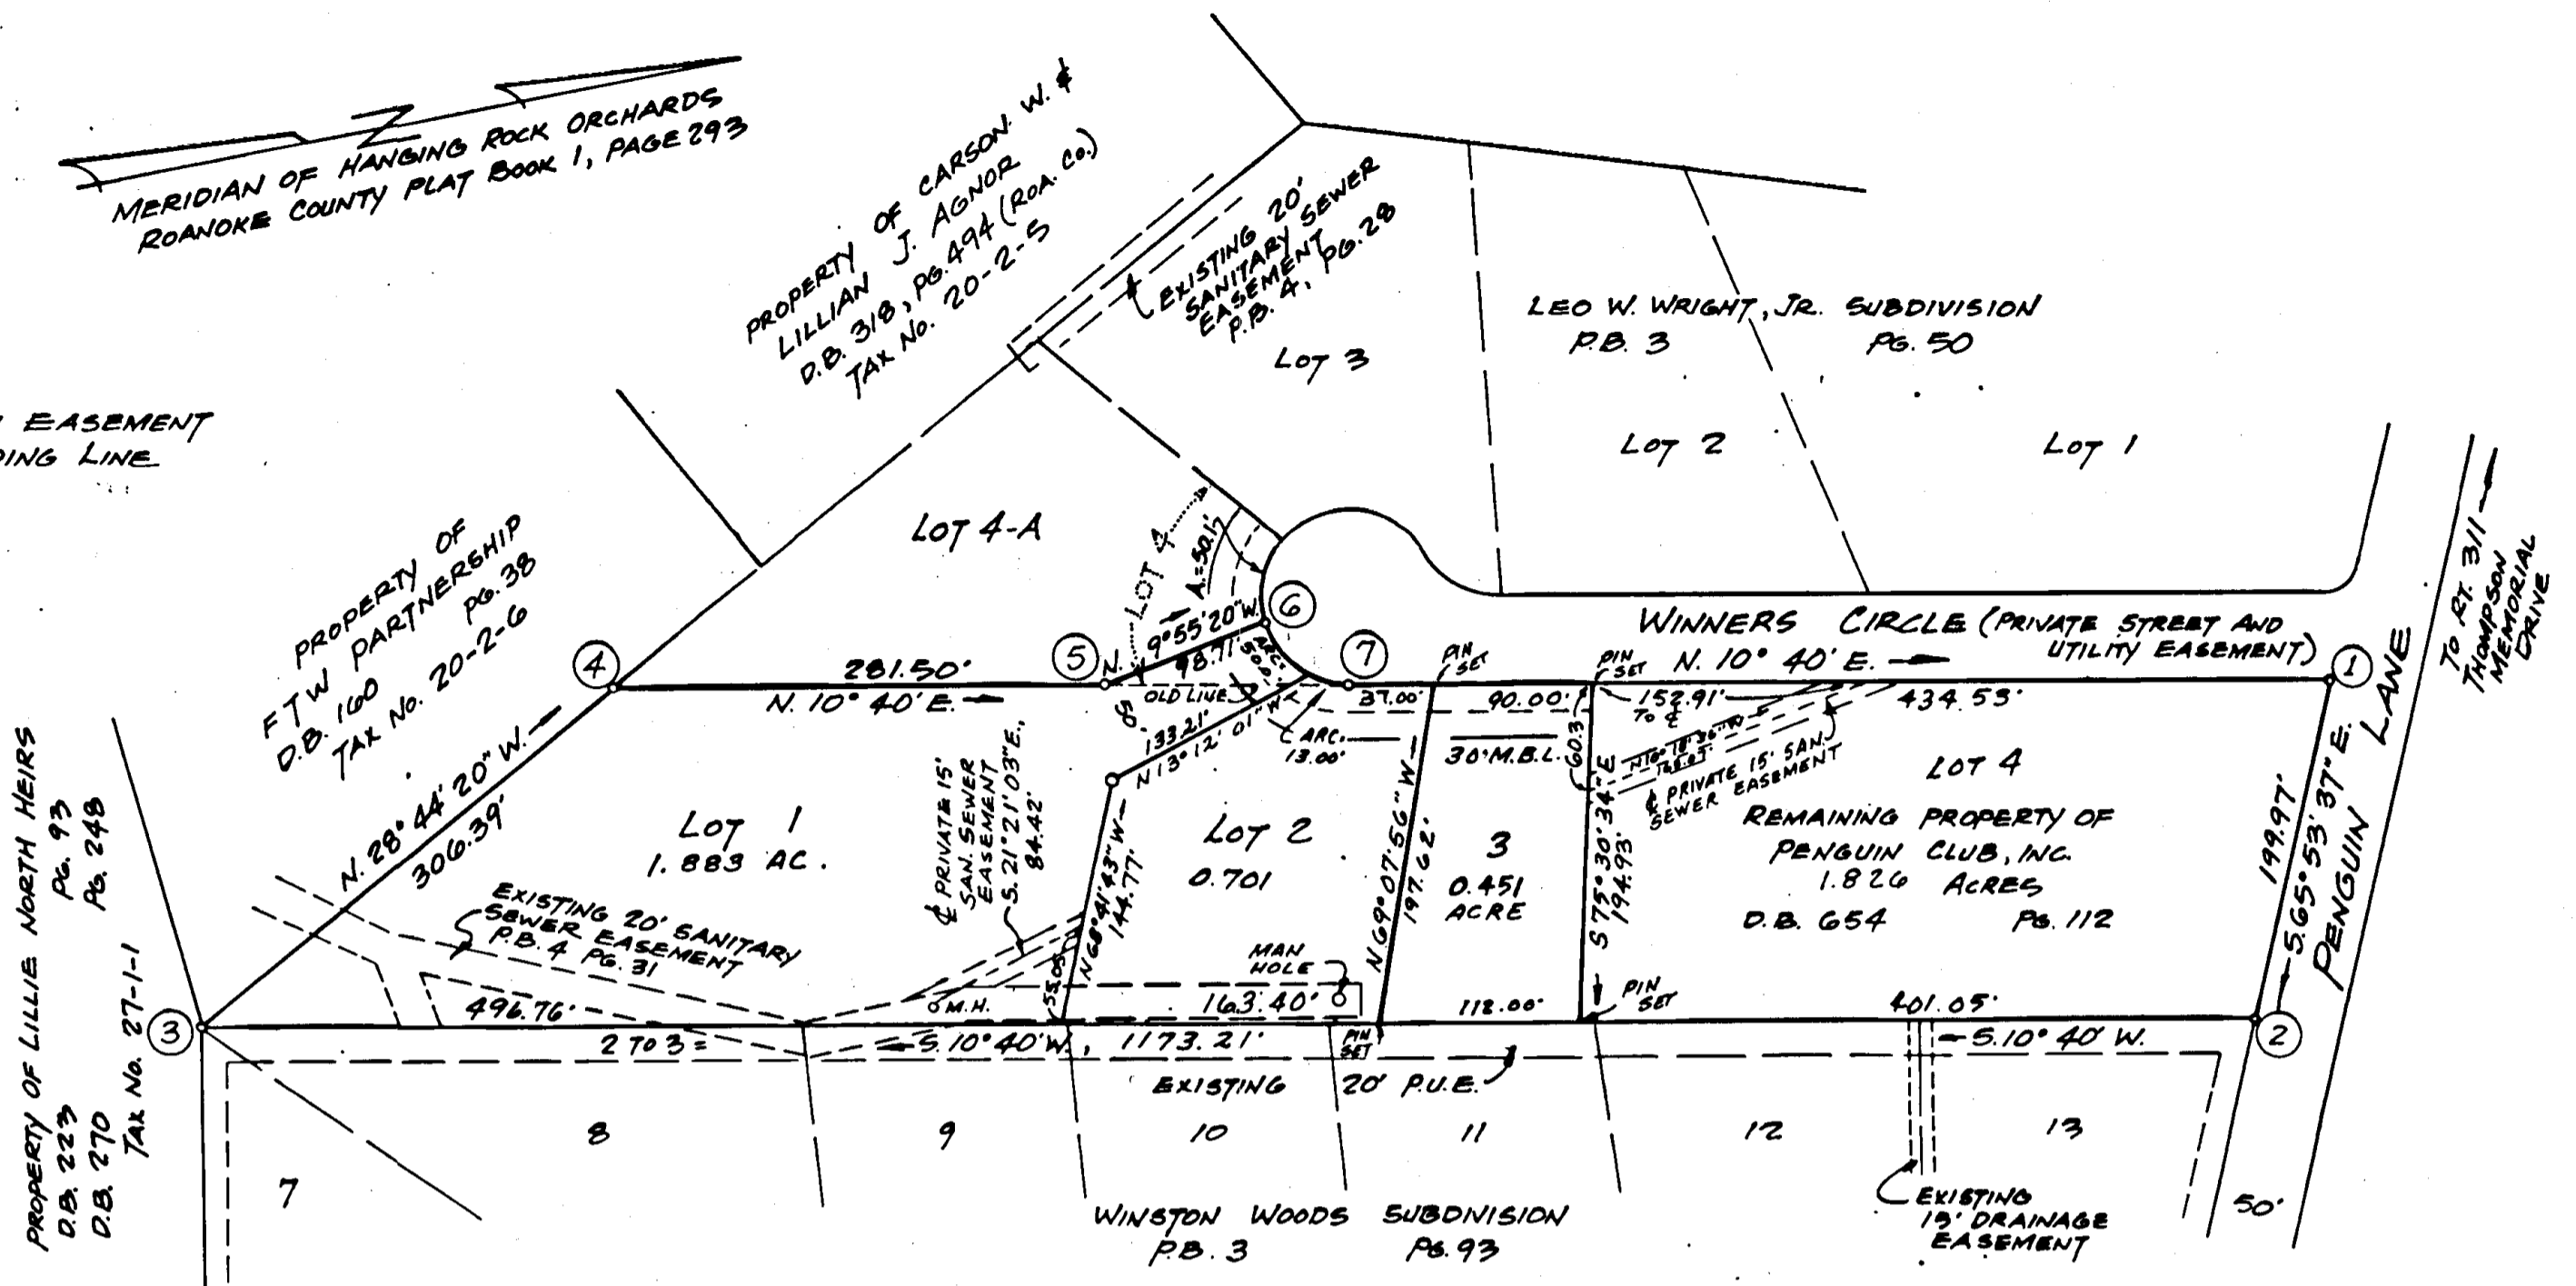 MERIDIAN OF HANGING ROCK ORCHARDS
ROANOKE COUNTY PLAT BOOK 1, PAGE 293
EASEMENT
LINE
PROPERTY OF CARSON W. &
LILLIAN J. AGNOR
D.B. 318, PG. 494 (ROA. CO.)
TAX No. 20-2-5
EXISTING 20'
SANITARY SEWER
EASEMENT
P.B. 4, PG. 28
LOT 3
LEO W. WRIGHT, JR. SUBDIVISION
P.B. 3 PG. 50
LOT 2
LOT 1
TO RT. 311
THOMPSON
MEMORIAL
DRIVE
PROPERTY OF
FTW PARTNERSHIP
D.B. 160 PG. 38
TAX No. 20-2-6
LOT 4-A
LOT 4
A.=50.17
N. 9°55'20" W.
98.71'
ARC.
6
5
4
7
1
281.50'
N. 10° 40' E.
OLD LINE
WINNERS CIRCLE (PRIVATE STREET AND
UTILITY EASEMENT)
N. 10° 40' E.
PIN
SET
PIN
SET
37.00'
90.00'
152.91'
TO ℄
434.53'
133.21'
N 13° 12' 01" W
ARC.
13.00'
30' M.B.L.
60.3
℄ PRIVATE 15' SAN.
SEWER EASEMENT
N. 28° 44' 20" W.
306.39'
LOT 1
1.883 AC.
℄ PRIVATE 15'
SAN. SEWER
EASEMENT
S. 21° 21' 03" E.,
84.42'
N 68° 41' 43" W
144.77'
55.05
LOT 2
0.701
N 69° 07' 56" W
197.62'
3
0.451
ACRE
S 75° 30' 34" E
194.93'
LOT 4
REMAINING PROPERTY OF
PENGUIN CLUB, INC.
1.826 ACRES
D.B. 654 PG. 112
199.97'
S. 65° 53' 37" E.
PENGUIN LANE
PROPERTY OF LILLIE NORTH HEIRS
D.B. 223 PG. 93
D.B. 270 PG. 248
TAX No. 27-1-1
EXISTING 20' SANITARY
SEWER EASEMENT
P.B. 4 PG. 31
MAN
HOLE
M.H.
3
496.76'
163.40'
112.00'
PIN
SET
401.05'
2
2 TO 3 = S. 10° 40' W., 1173.21'
PIN
SET
S. 10° 40' W.
EXISTING 20' P.U.E.
7
8
9
10
11
12
13
WINSTON WOODS SUBDIVISION
P.B. 3 PG. 93
EXISTING
15' DRAINAGE
EASEMENT
50'